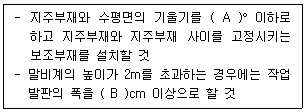 - 지주부재와 수평면의 기울기를 ( A )° 이하로
하고 지주부재와 지주부재 사이를 고정시키는
보조부재를 설치할 것
- 말비계의 높이가 2m를 초과하는 경우에는 작업
발판의 폭을 ( B )cm 이상으로 할 것